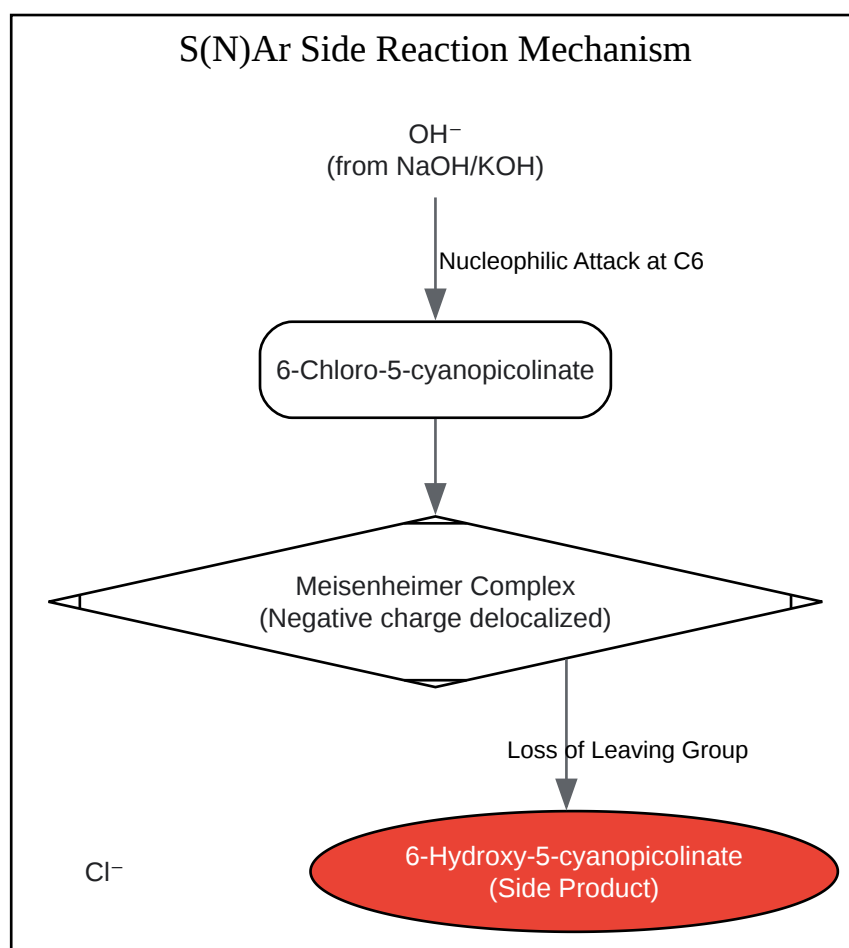 S(N)Ar Side Reaction Mechanism
OH⁻
(from NaOH/KOH)
Nucleophilic Attack at C6
6-Chloro-5-cyanopicolinate
Meisenheimer Complex
(Negative charge delocalized)
Loss of Leaving Group
6-Hydroxy-5-cyanopicolinate
(Side Product)
Cl⁻